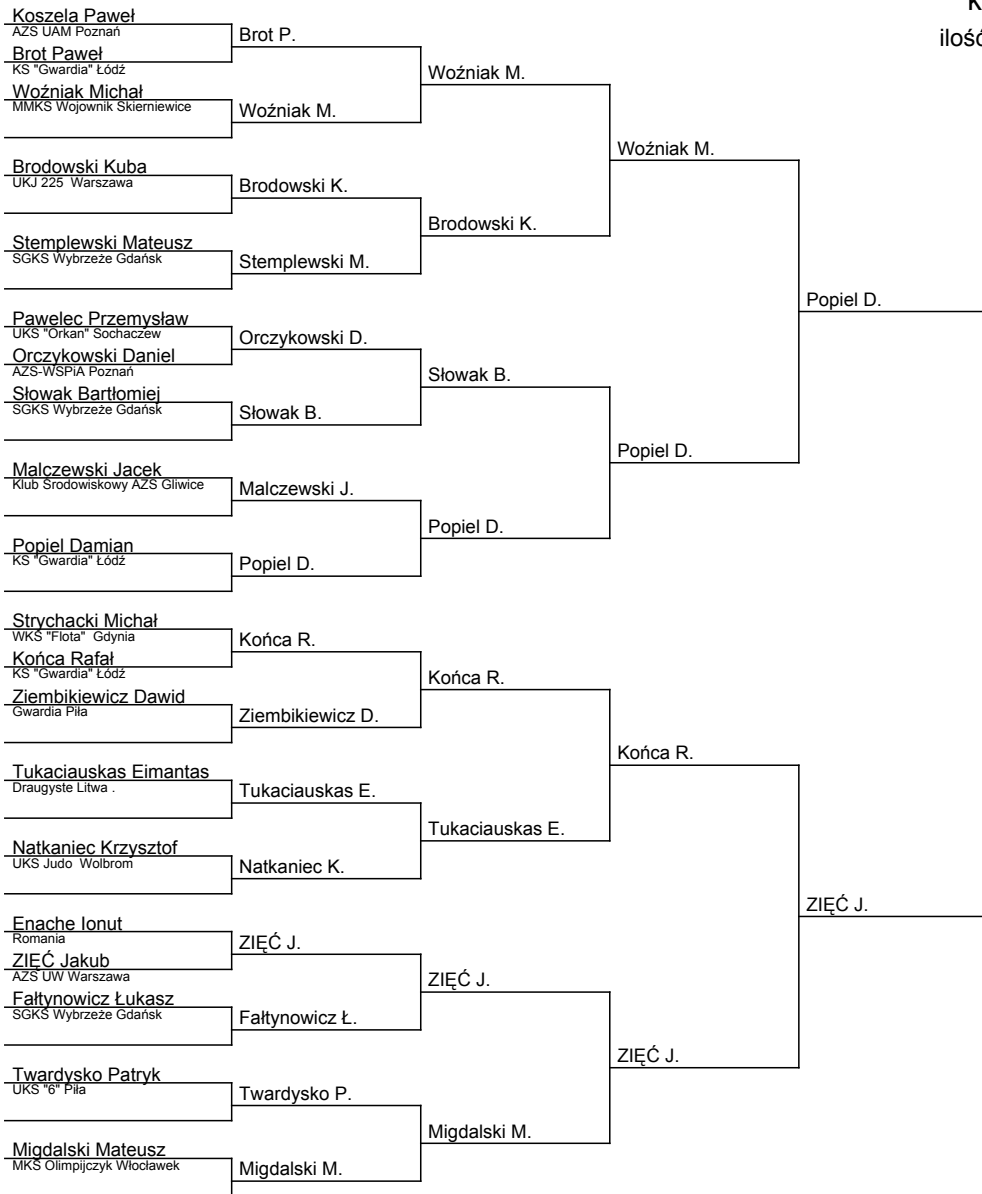 K
ilość
Koszela Paweł
AZS UAM Poznań
Brot Paweł
KS "Gwardia" Łódź
Woźniak Michał
MMKS Wojownik Skierniewice
Brodowski Kuba
UKJ 225 Warszawa
Stemplewski Mateusz
SGKS Wybrzeże Gdańsk
Pawelec Przemysław
UKS "Orkan" Sochaczew
Orczykowski Daniel
AZS-WSPiA Poznań
Słowak Bartłomiej
SGKS Wybrzeże Gdańsk
Malczewski Jacek
Klub Środowiskowy AZS Gliwice
Popiel Damian
KS "Gwardia" Łódź
Strychacki Michał
WKS "Flota" Gdynia
Końca Rafał
KS "Gwardia" Łódź
Ziembikiewicz Dawid
Gwardia Piła
Tukaciauskas Eimantas
Draugyste Litwa .
Natkaniec Krzysztof
UKS Judo Wolbrom
Enache Ionut
Romania
ZIĘĆ Jakub
AZS UW Warszawa
Fałtynowicz Łukasz
SGKS Wybrzeże Gdańsk
Twardysko Patryk
UKS "6" Piła
Migdalski Mateusz
MKS Olimpijczyk Włocławek
Brot P.
Woźniak M.
Brodowski K.
Stemplewski M.
Orczykowski D.
Słowak B.
Malczewski J.
Popiel D.
Końca R.
Ziembikiewicz D.
Tukaciauskas E.
Natkaniec K.
ZIĘĆ J.
Fałtynowicz Ł.
Twardysko P.
Migdalski M.
Woźniak M.
Brodowski K.
Słowak B.
Popiel D.
Końca R.
Tukaciauskas E.
ZIĘĆ J.
Migdalski M.
Woźniak M.
Popiel D.
Końca R.
ZIĘĆ J.
Popiel D.
ZIĘĆ J.